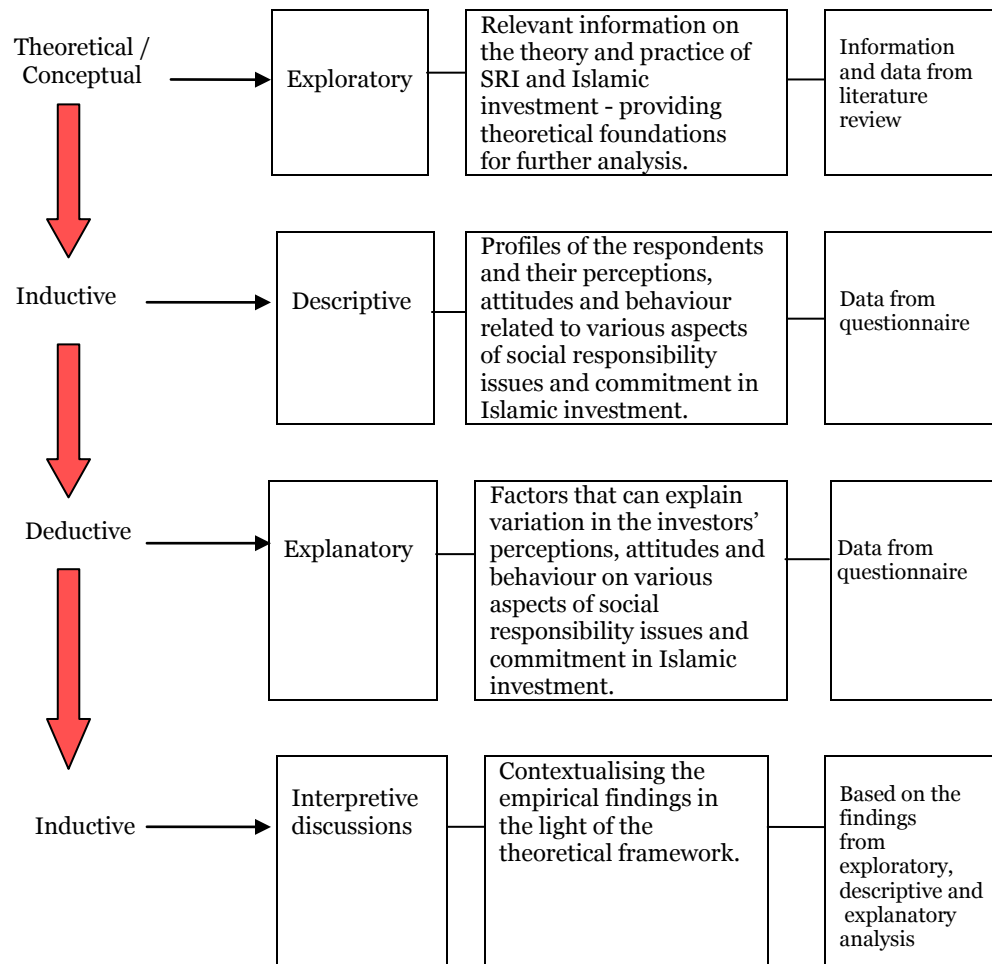 Theoretical /
Conceptual
Exploratory
Relevant information on
the theory and practice of
SRI and Islamic
investment - providing
theoretical foundations
for further analysis.
Information
and data from
literature
review
Inductive
Descriptive
Profiles of the respondents
and their perceptions,
attitudes and behaviour
related to various aspects
of social responsibility
issues and commitment in
Islamic investment.
Data from
questionnaire
Deductive
Explanatory
Factors that can explain
variation in the investors’
perceptions, attitudes and
behaviour on various
aspects of social
responsibility issues and
commitment in Islamic
investment.
Data from
questionnaire
Inductive
Interpretive
discussions
Contextualising the
empirical findings in
the light of the
theoretical framework.
Based on the
findings
from
exploratory,
descriptive and
explanatory
analysis